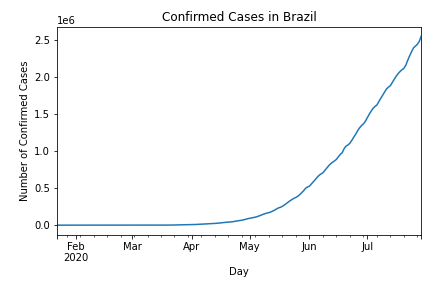 Confirmed Cases in Brazil
1e6
2.5
2.0
1.5
1.0
0.5
0.0
Number of Confirmed Cases
Feb Mar Apr May Jun Jul
2020
Day